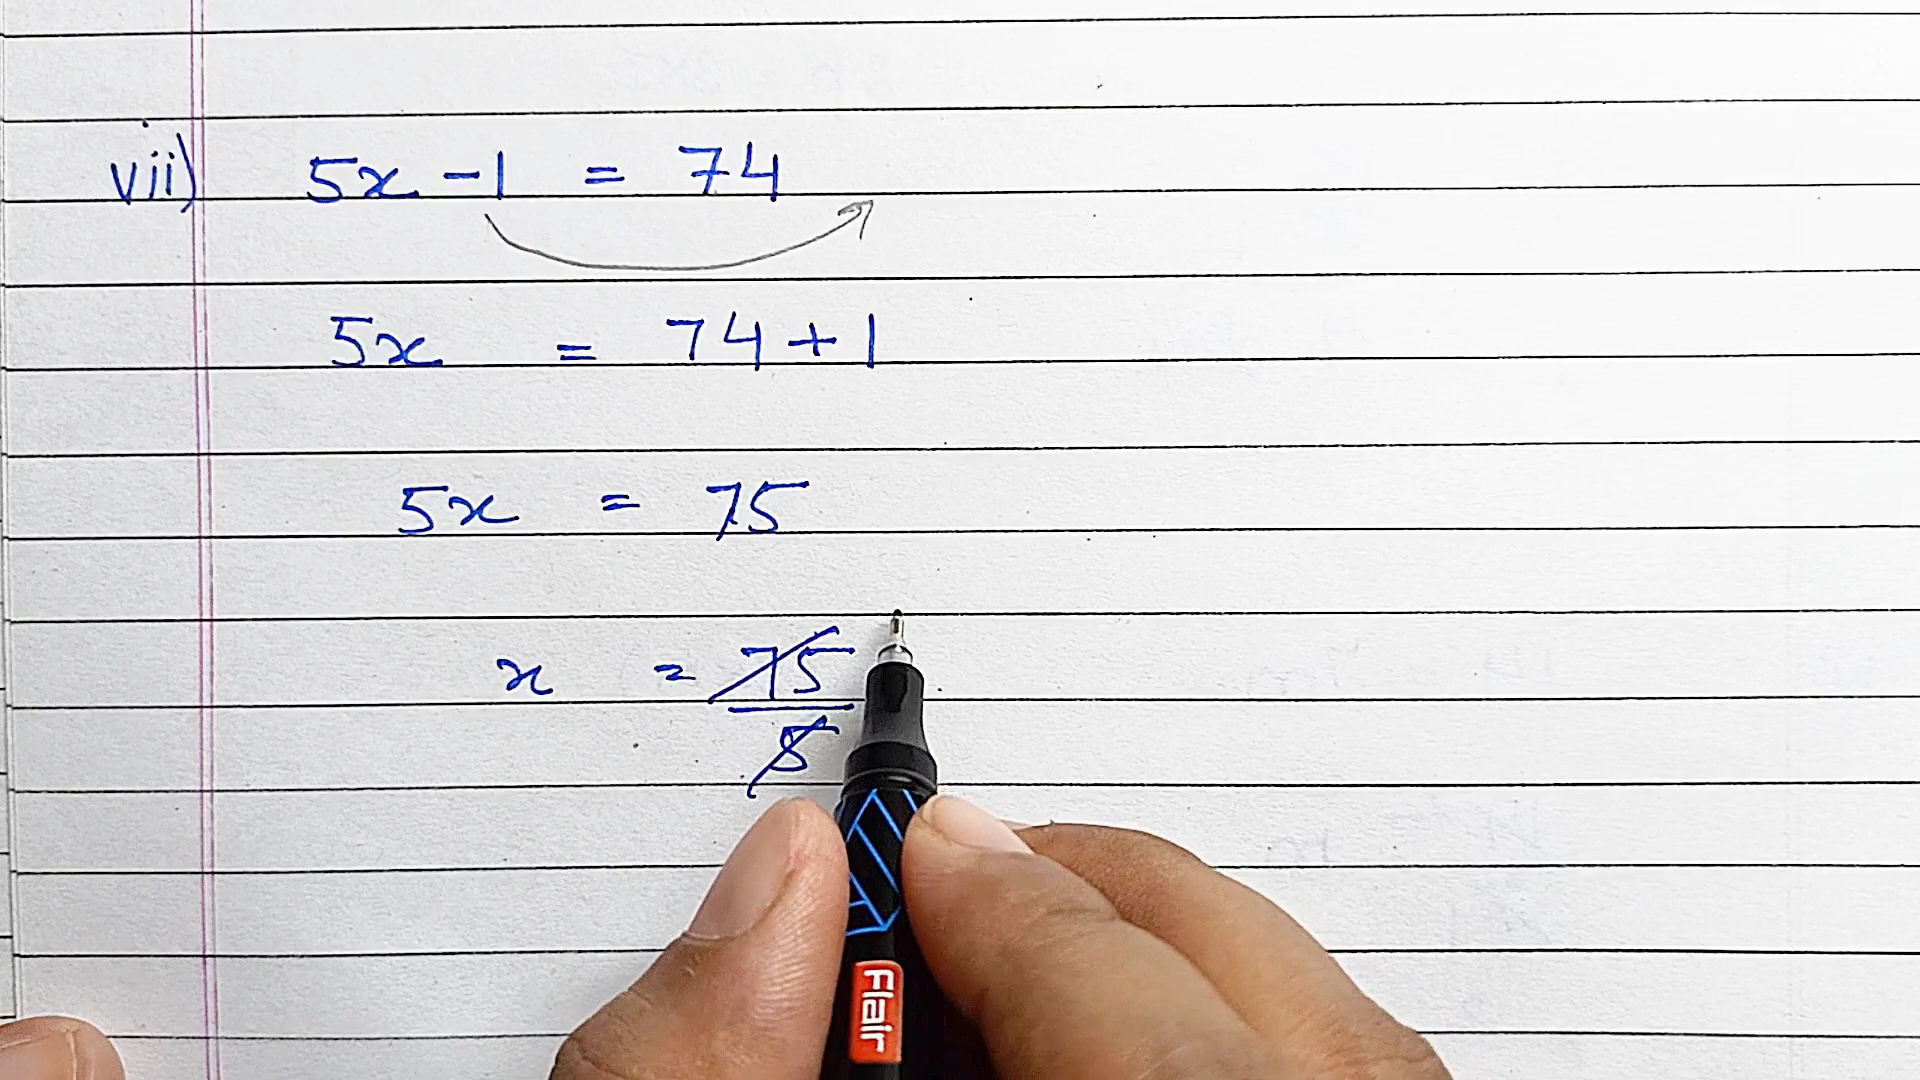 vii) 5x - 1 = 74
5x = 74 + 1
5x = 75
x = 75/5
Flair